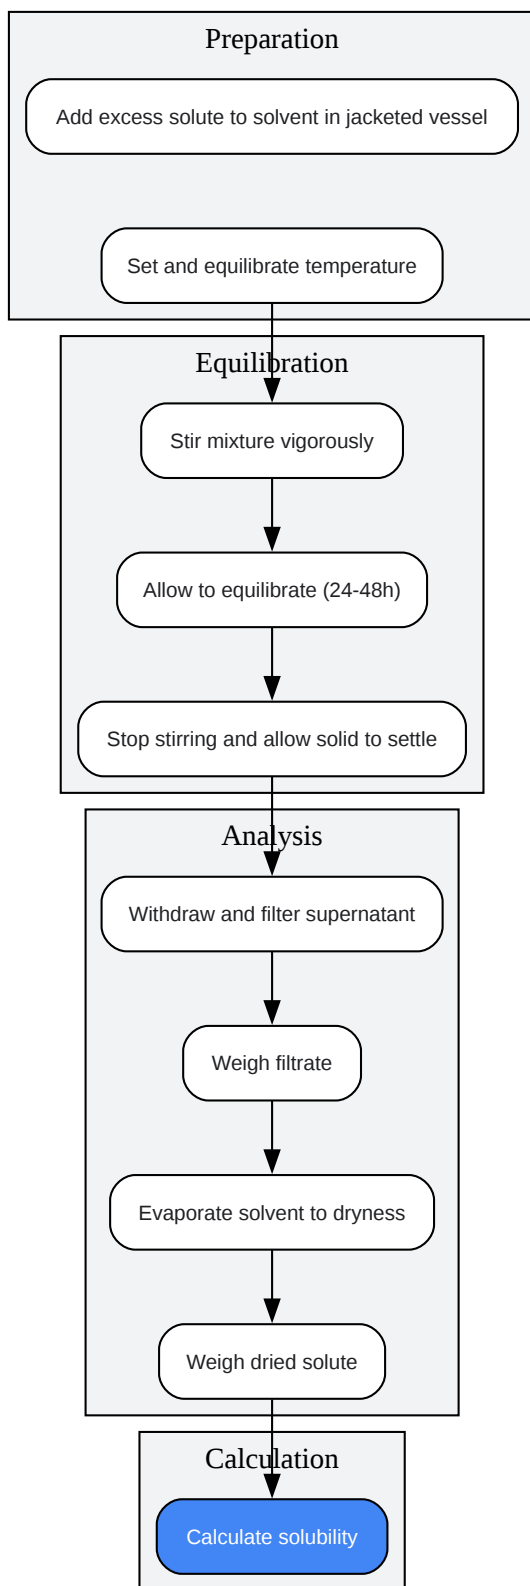 Preparation
Add excess solute to solvent in jacketed vessel
Set and equilibrate temperature
Equilibration
Stir mixture vigorously
Allow to equilibrate (24-48h)
Stop stirring and allow solid to settle
Analysis
Withdraw and filter supernatant
Weigh filtrate
Evaporate solvent to dryness
Weigh dried solute
Calculation
Calculate solubility